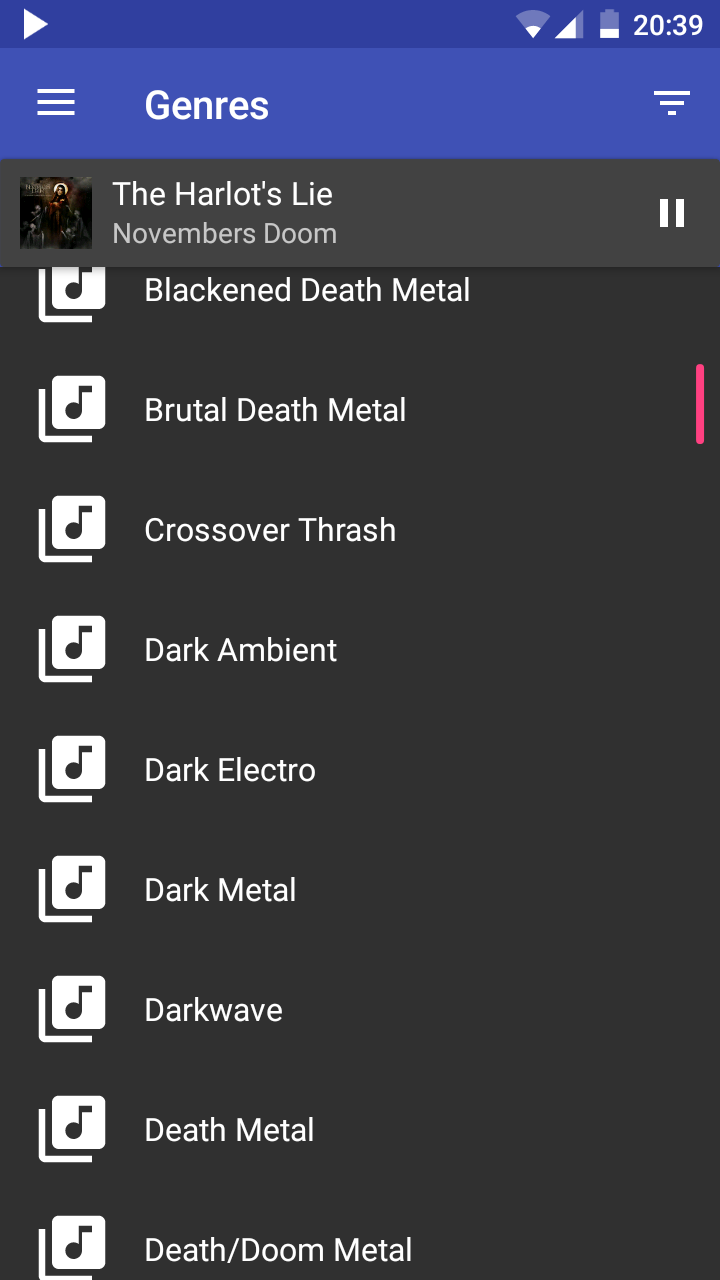 20:39
Genres
The Harlot's Lie
Novembers Doom
Blackened Death Metal
Brutal Death Metal
Crossover Thrash
Dark Ambient
Dark Electro
Dark Metal
Darkwave
Death Metal
Death/Doom Metal